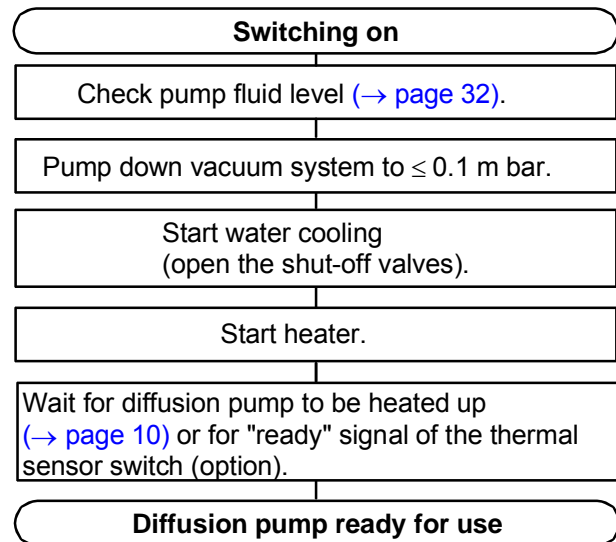 Switching on
Check pump fluid level (→ page 32).
Pump down vacuum system to ≤ 0.1 m bar.
Start water cooling
(open the shut-off valves).
Start heater.
Wait for diffusion pump to be heated up
(→ page 10) or for "ready" signal of the thermal
sensor switch (option).
Diffusion pump ready for use